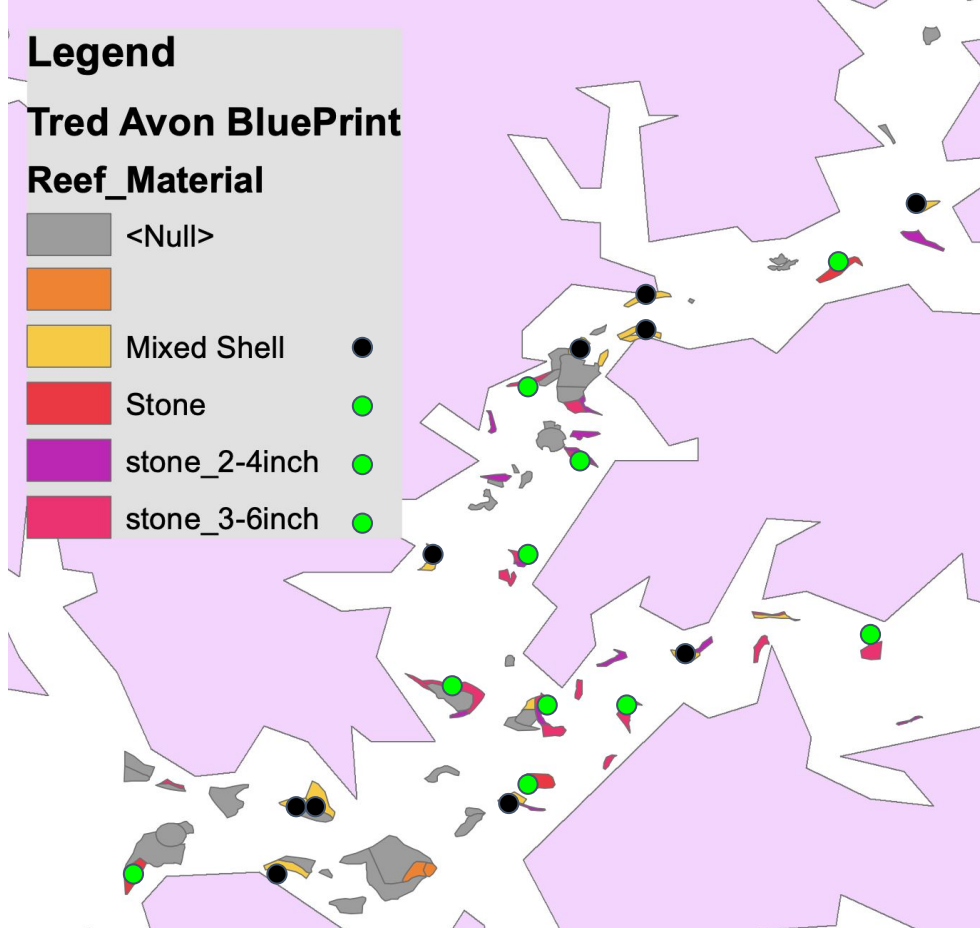 Legend
Tred Avon BluePrint
Reef_Material
<Null>
Mixed Shell
Stone
stone_2-4inch
stone_3-6inch